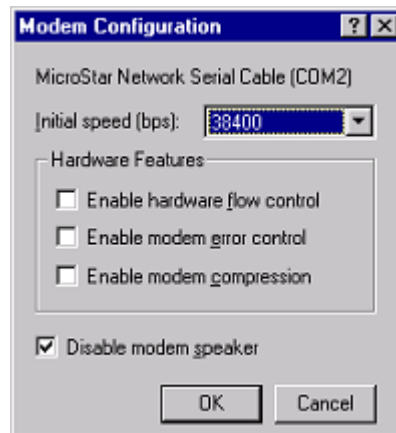 Modem Configuration
MicroStar Network Serial Cable (COM2)
Initial speed (bps): 38400
Hardware Features
Enable hardware flow control
Enable modem error control
Enable modem compression
Disable modem speaker
OK Cancel